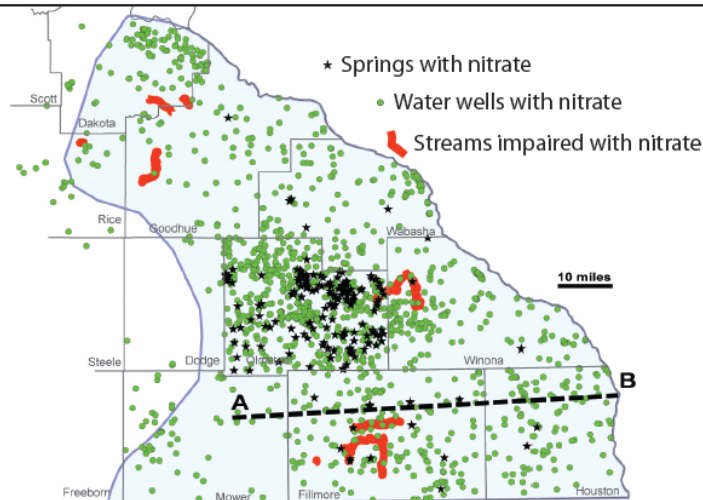 Springs with nitrate
Water wells with nitrate
Streams impaired with nitrate
Scott
Dakota
Rice
Goodhue
Wabasha
10 miles
Steele
Dodge
Olmsted
Winona
A
B
Freeborn
Mower
Fillmore
Houston